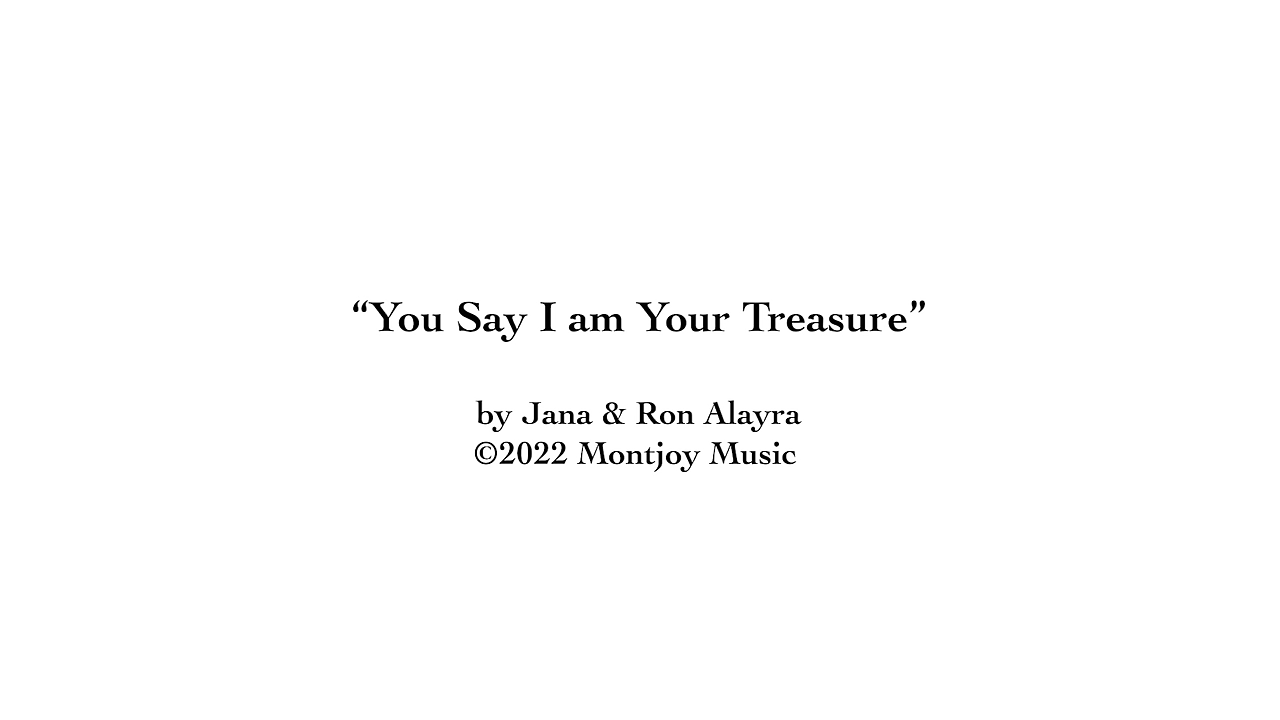 “You Say I am Your Treasure”
by Jana & Ron Alayra
©2022 Montjoy Music